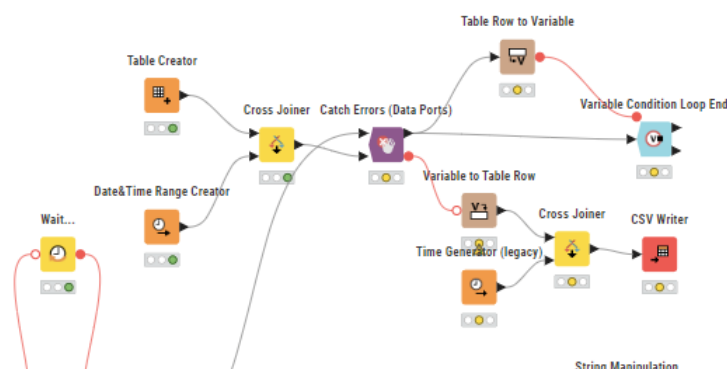 Table Row to Variable
Table Creator
Cross Joiner
Catch Errors (Data Ports)
Variable Condition Loop End
Date&Time Range Creator
Variable to Table Row
Wait...
Cross Joiner
CSV Writer
Time Generator (legacy)
String Manipulation